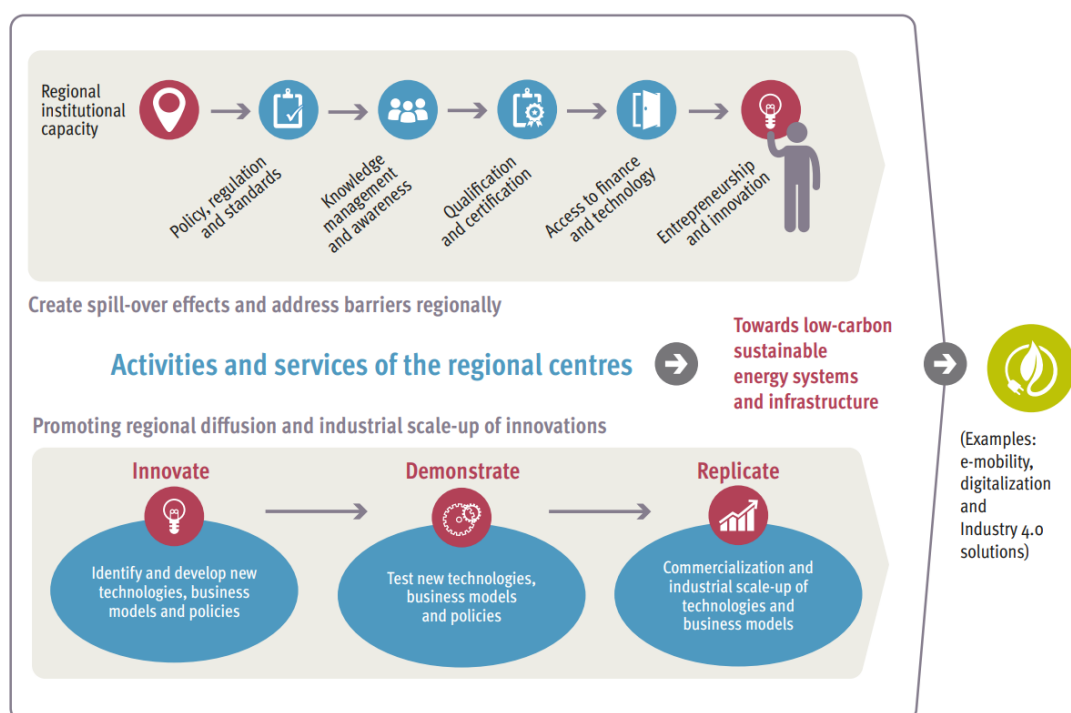 Regional
institutional
capacity
Policy, regulation
and standards
Knowledge
management
and awareness
Qualification
and certification
Access to finance
and technology
Entrepreneurship
and innovation
Create spill-over effects and address barriers regionally
Activities and services of the regional centres
Towards low-carbon
sustainable
energy systems
and infrastructure
(Examples:
e-mobility,
digitalization
and
Industry 4.0
solutions)
Promoting regional diffusion and industrial scale-up of innovations
Innovate
Identify and develop new
technologies, business
models and policies
Demonstrate
Test new technologies,
business models
and policies
Replicate
Commercialization and
industrial scale-up of
technologies and
business models